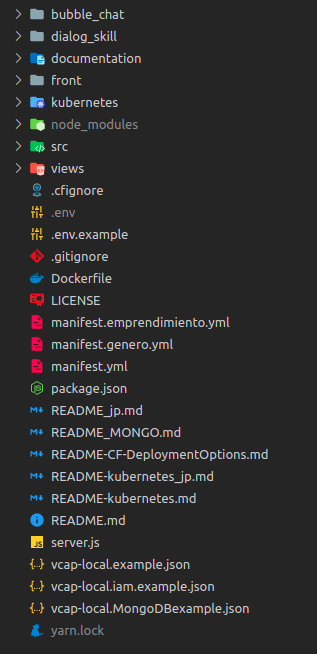 bubble_chat
dialog_skill
documentation
front
kubernetes
node_modules
src
views
.cfignore
.env
.env.example
.gitignore
Dockerfile
LICENSE
manifest.emprendimiento.yml
manifest.genero.yml
manifest.yml
package.json
README_jp.md
README_MONGO.md
README-CF-DeploymentOptions.md
README-kubernetes_jp.md
README-kubernetes.md
README.md
server.js
vcap-local.example.json
vcap-local.iam.example.json
vcap-local.MongoDBexample.json
yarn.lock